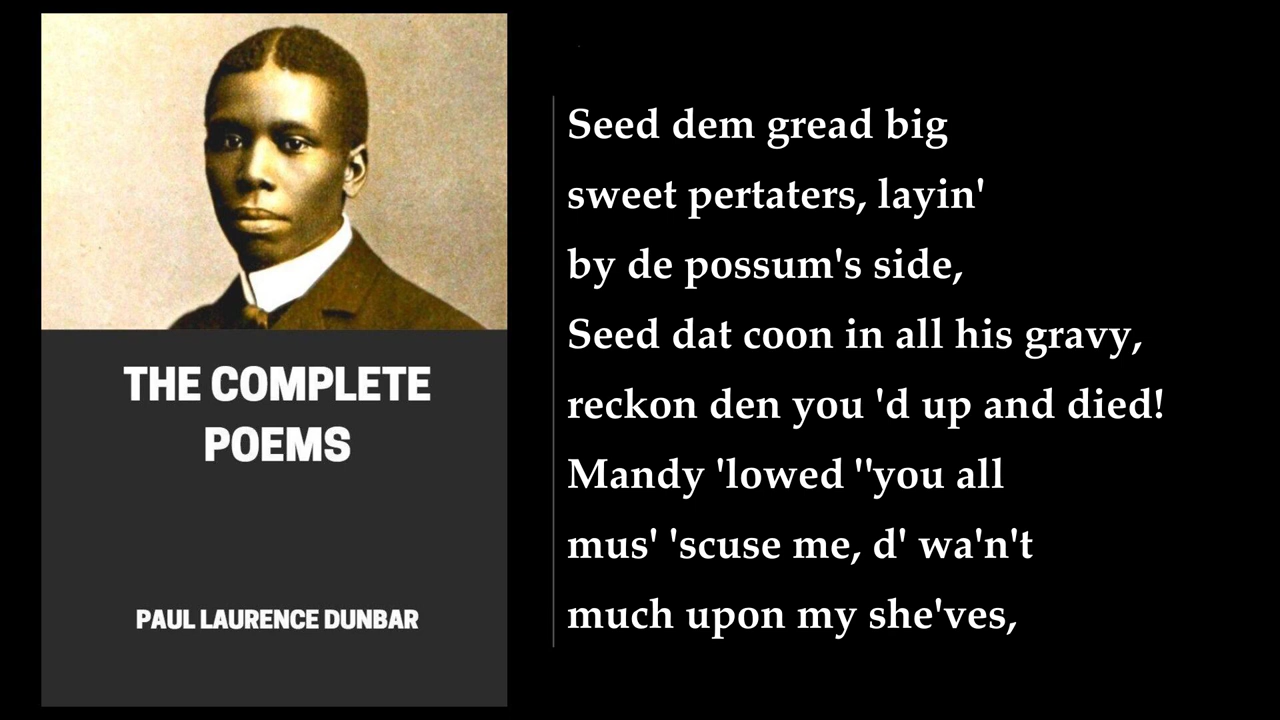 THE COMPLETE
POEMS
PAUL LAURENCE DUNBAR
Seed dem gread big
sweet pertaters, layin'
by de possum's side,
Seed dat coon in all his gravy,
reckon den you 'd up and died!
Mandy 'lowed "you all
mus' 'scuse me, d' wa'n't
much upon my she'ves,